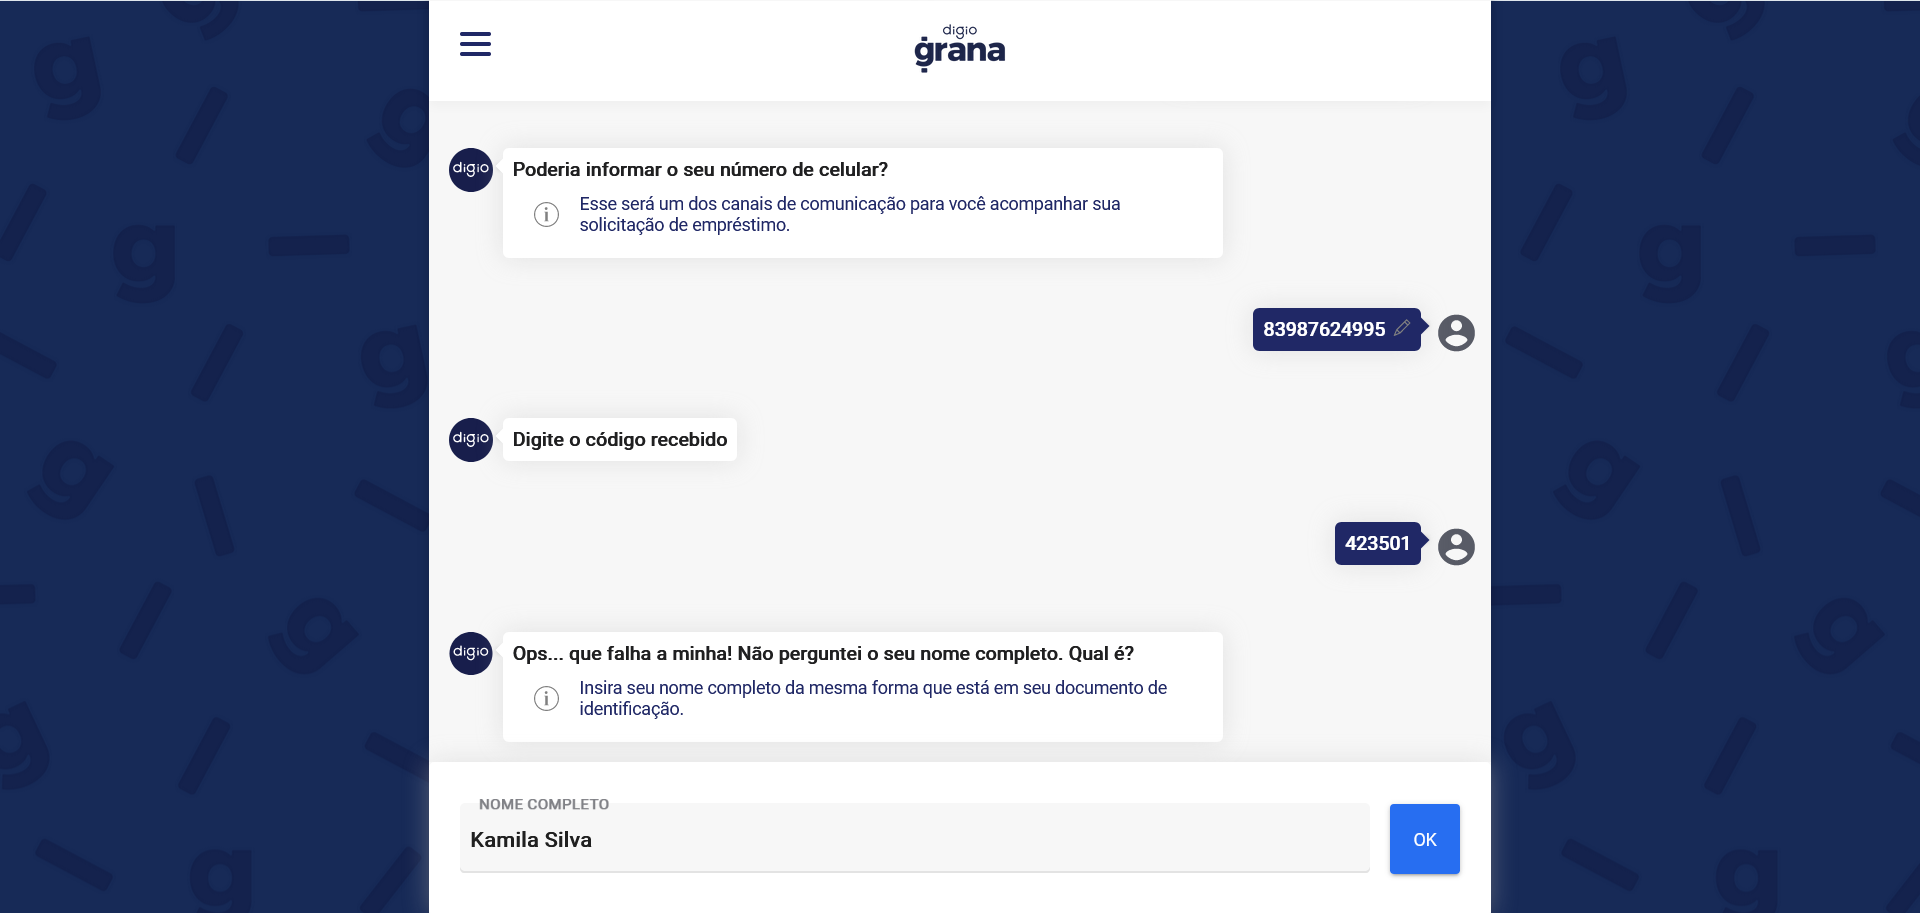 digio
grana
digio
Poderia informar o seu número de celular?
Esse será um dos canais de comunicação para você acompanhar sua
solicitação de empréstimo.
83987624995
digio
Digite o código recebido
423501
digio
Ops... que falha a minha! Não perguntei o seu nome completo. Qual é?
Insira seu nome completo da mesma forma que está em seu documento de
identificação.
NOME COMPLETO
Kamila Silva
OK